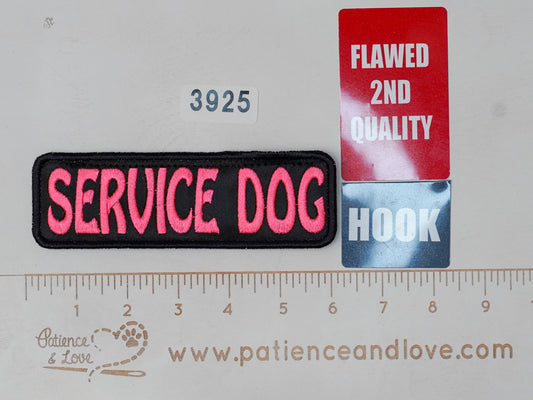 FLAWED
2ND
QUALITY
3925
SERVICE DOG
HOOK
1 2 3 4 5 6 7 8 9
Patience
& Love
www.patienceandlove.com